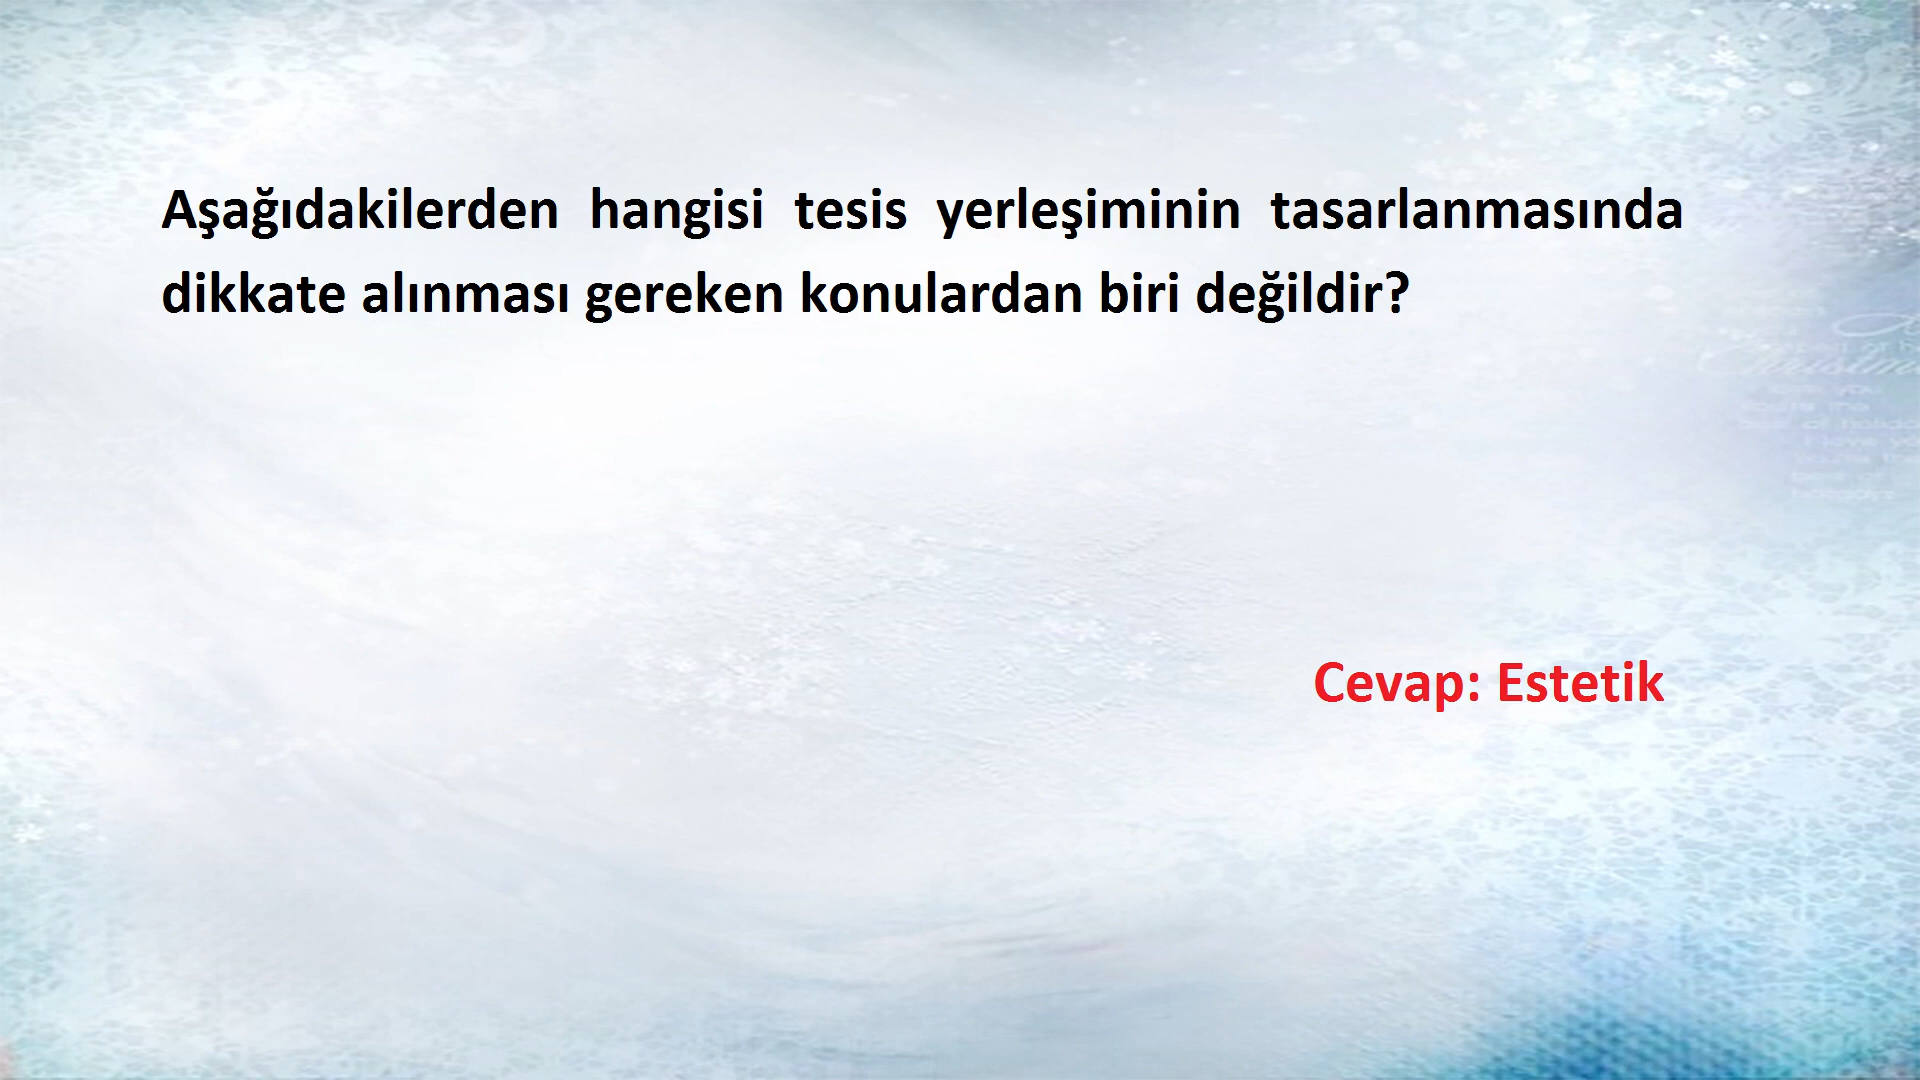 Aşağıdakilerden hangisi tesis yerleşiminin tasarlanmasında
dikkate alınması gereken konulardan biri değildir?
Cevap: Estetik